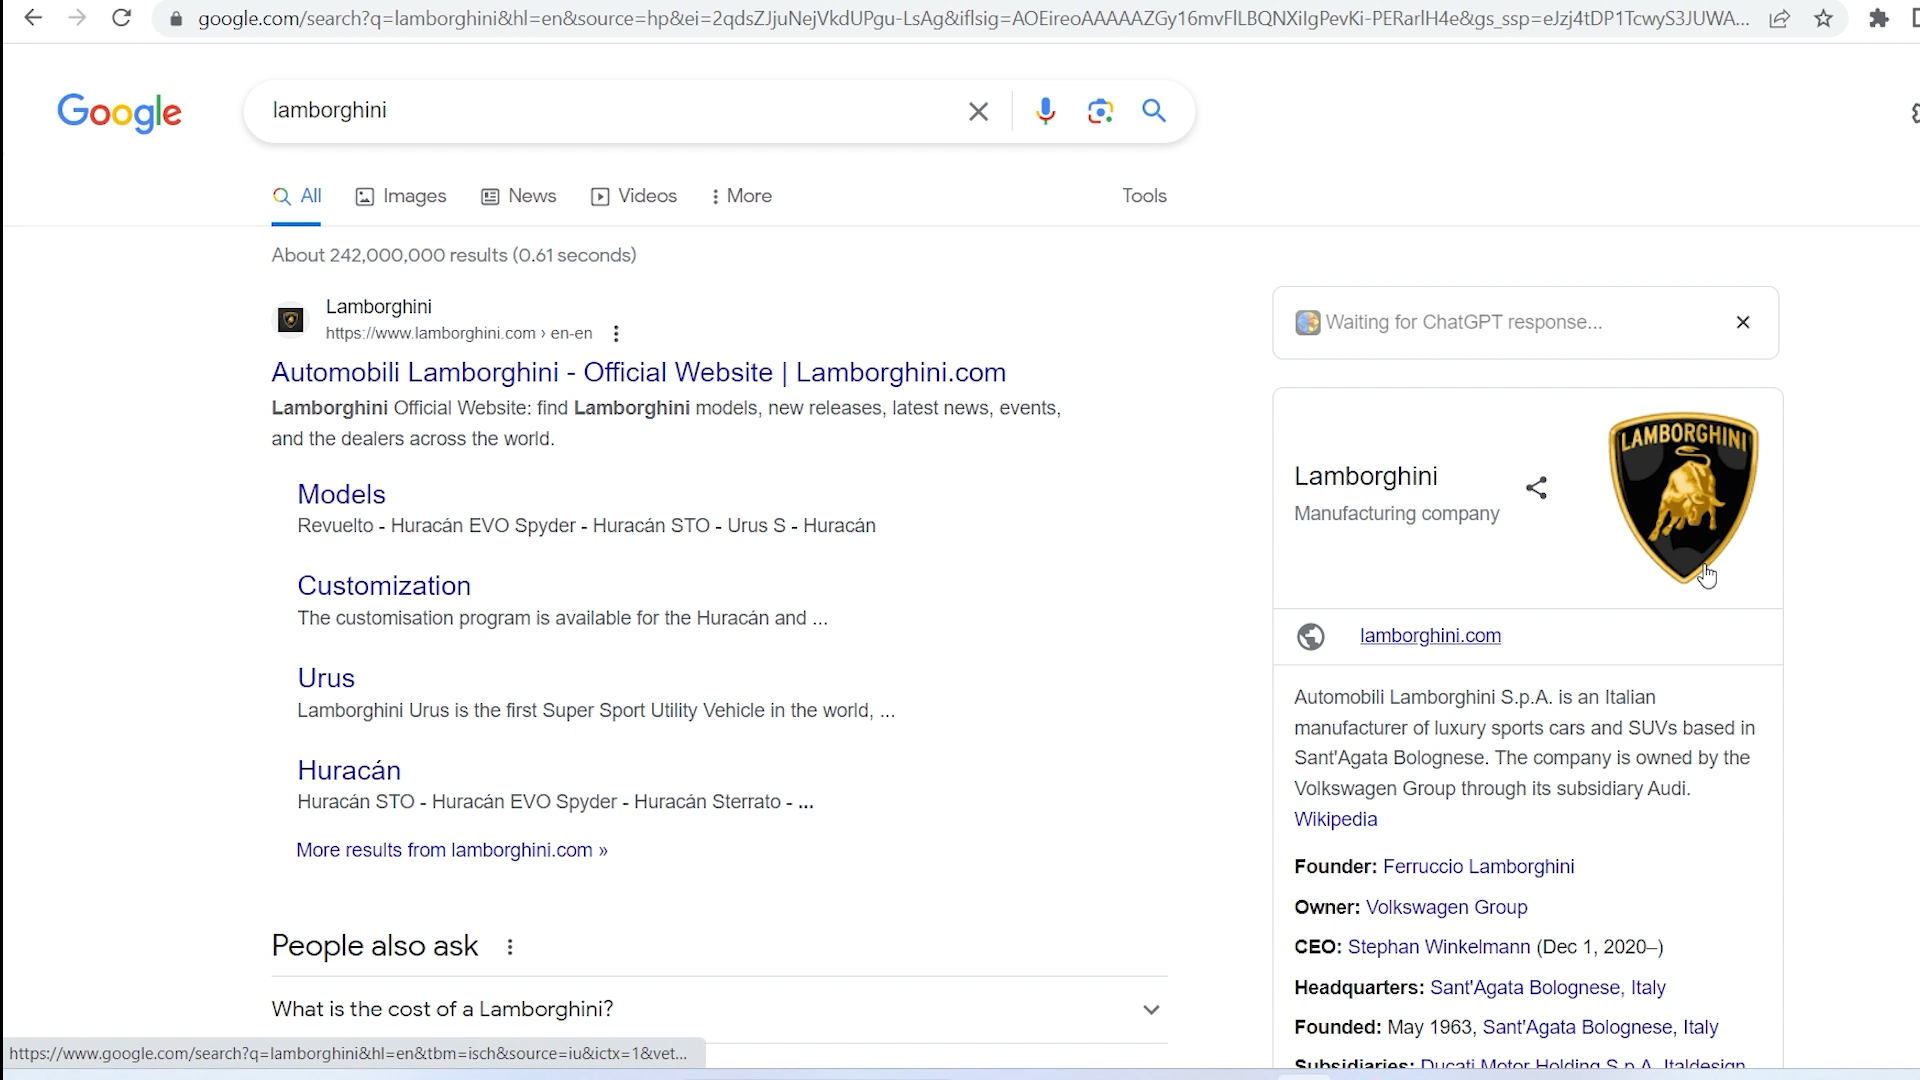 google.com/search?q=lamborghini&hl=en&source=hp&ei=2qdsZJjuNejVkdUPgu-LsAg&iflsig=AOEireoAAAAAZGy16mvFlLBQNXiIgPevKi-PERarlH4e&gs_ssp=eJzj4tDP1TcwyS3JUWA...
Google
lamborghini
All Images News Videos More Tools
About 242,000,000 results (0.61 seconds)
Lamborghini
https://www.lamborghini.com › en-en
Automobili Lamborghini - Official Website | Lamborghini.com
Lamborghini Official Website: find Lamborghini models, new releases, latest news, events,
and the dealers across the world.
Models
Revuelto - Huracán EVO Spyder - Huracán STO - Urus S - Huracán
Customization
The customisation program is available for the Huracán and ...
Urus
Lamborghini Urus is the first Super Sport Utility Vehicle in the world, ...
Huracán
Huracán STO - Huracán EVO Spyder - Huracán Sterrato - ...
More results from lamborghini.com »
People also ask
What is the cost of a Lamborghini?
https://www.google.com/search?q=lamborghini&hl=en&tbm=isch&source=iu&ictx=1&vet...
Waiting for ChatGPT response...
LAMBORGHINI
Lamborghini
Manufacturing company
lamborghini.com
Automobili Lamborghini S.p.A. is an Italian
manufacturer of luxury sports cars and SUVs based in
Sant'Agata Bolognese. The company is owned by the
Volkswagen Group through its subsidiary Audi.
Wikipedia
Founder: Ferruccio Lamborghini
Owner: Volkswagen Group
CEO: Stephan Winkelmann (Dec 1, 2020–)
Headquarters: Sant'Agata Bolognese, Italy
Founded: May 1963, Sant'Agata Bolognese, Italy
Subsidiaries: Ducati Motor Holding S.p.A, Italdesign